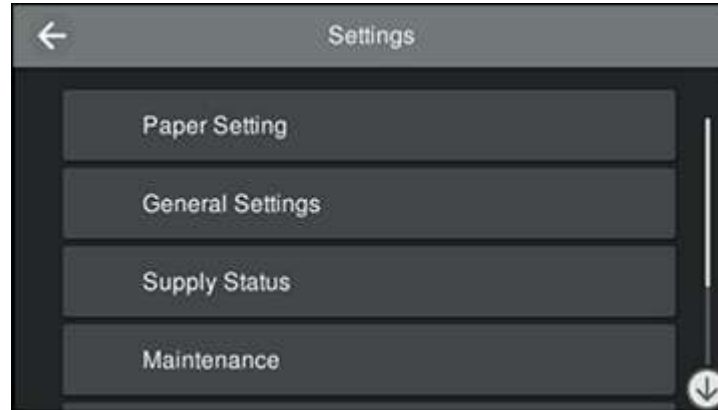 Settings
Paper Setting
General Settings
Supply Status
Maintenance